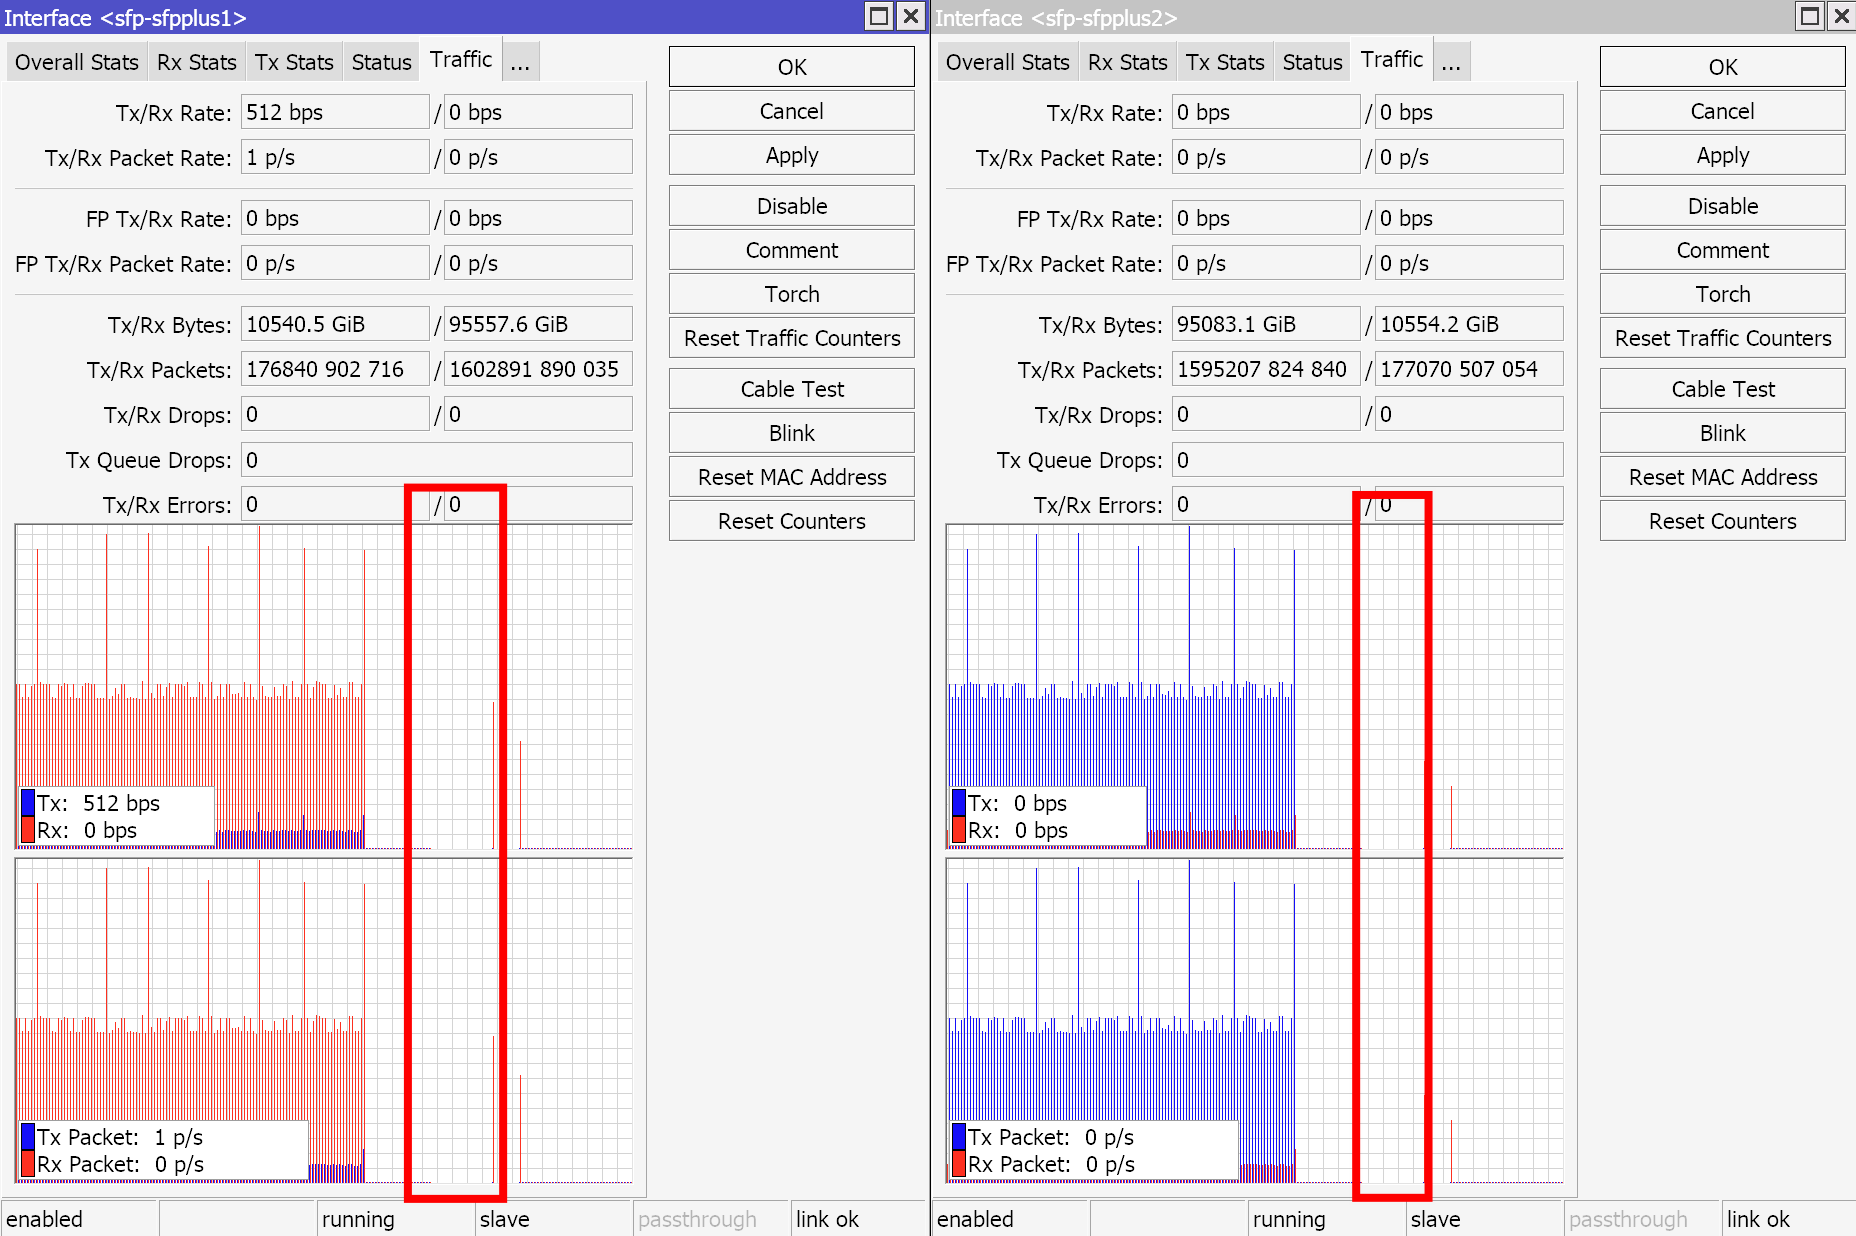 Interface <sfp-sfpplus1>
Overall Stats Rx Stats Tx Stats Status Traffic ...
Tx/Rx Rate: 512 bps / 0 bps
Tx/Rx Packet Rate: 1 p/s / 0 p/s
FP Tx/Rx Rate: 0 bps / 0 bps
FP Tx/Rx Packet Rate: 0 p/s / 0 p/s
Tx/Rx Bytes: 10540.5 GiB / 95557.6 GiB
Tx/Rx Packets: 176840 902 716 / 1602891 890 035
Tx/Rx Drops: 0 / 0
Tx Queue Drops: 0
Tx/Rx Errors: 0 / 0
Tx: 512 bps
Rx: 0 bps
Tx Packet: 1 p/s
Rx Packet: 0 p/s
OK
Cancel
Apply
Disable
Comment
Torch
Reset Traffic Counters
Cable Test
Blink
Reset MAC Address
Reset Counters
enabled running slave passthrough link ok
Interface <sfp-sfpplus2>
Overall Stats Rx Stats Tx Stats Status Traffic ...
Tx/Rx Rate: 0 bps / 0 bps
Tx/Rx Packet Rate: 0 p/s / 0 p/s
FP Tx/Rx Rate: 0 bps / 0 bps
FP Tx/Rx Packet Rate: 0 p/s / 0 p/s
Tx/Rx Bytes: 95083.1 GiB / 10554.2 GiB
Tx/Rx Packets: 1595207 824 840 / 177070 507 054
Tx/Rx Drops: 0 / 0
Tx Queue Drops: 0
Tx/Rx Errors: 0 / 0
Tx: 0 bps
Rx: 0 bps
Tx Packet: 0 p/s
Rx Packet: 0 p/s
OK
Cancel
Apply
Disable
Comment
Torch
Reset Traffic Counters
Cable Test
Blink
Reset MAC Address
Reset Counters
enabled running slave passthrough link ok